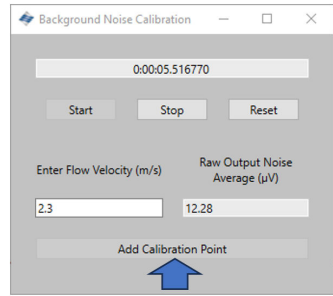 Background Noise Calibration
0:00:05.516770
Start Stop Reset
Enter Flow Velocity (m/s)
Raw Output Noise
Average (μV)
2.3 12.28
Add Calibration Point